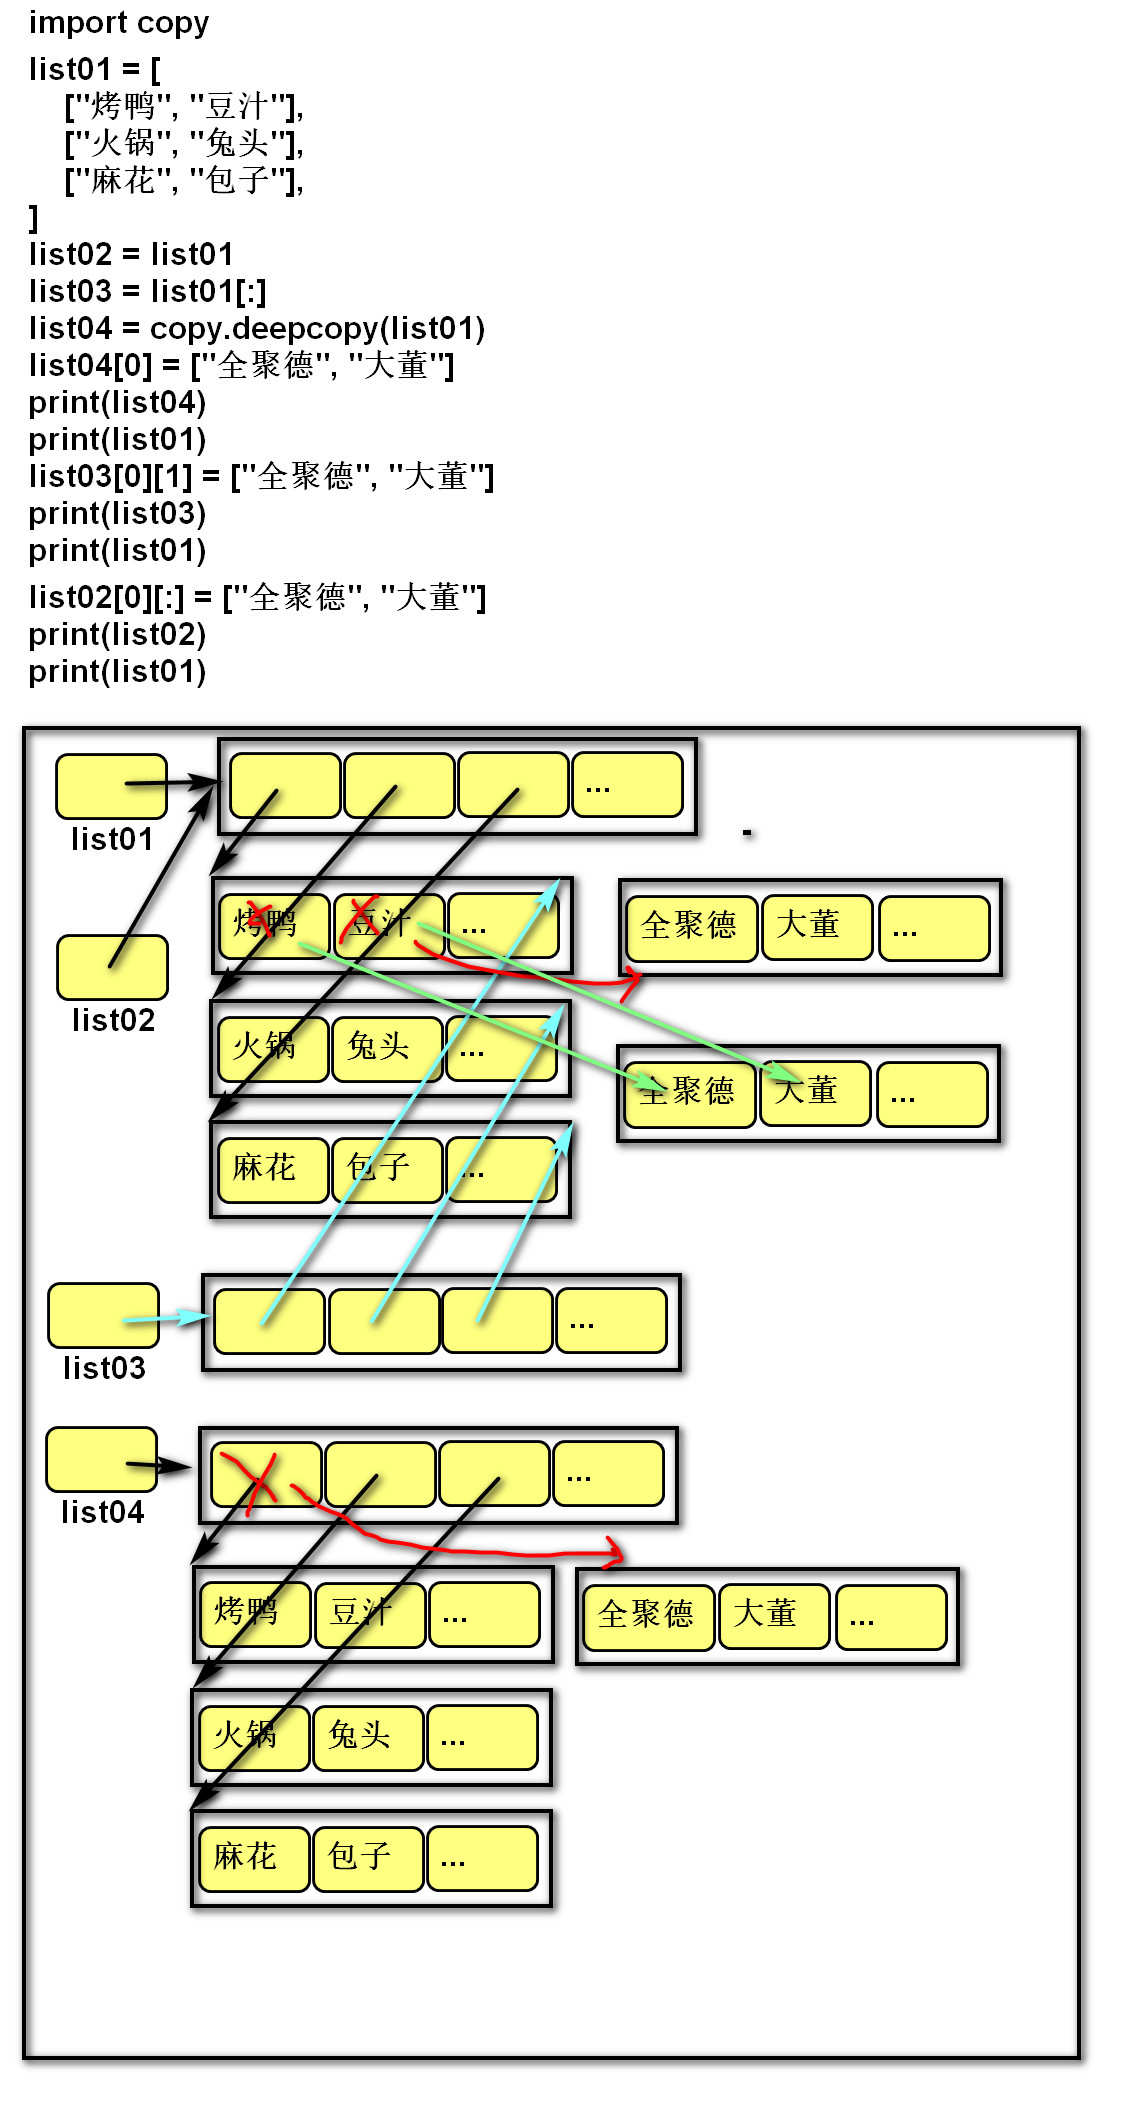 import copy
list01 = [
["烤鸭", "豆汁"],
["火锅", "兔头"],
["麻花", "包子"],
]
list02 = list01
list03 = list01[:]
list04 = copy.deepcopy(list01)
list04[0] = ["全聚德", "大董"]
print(list04)
print(list01)
list03[0][1] = ["全聚德", "大董"]
print(list03)
print(list01)
list02[0][:] = ["全聚德", "大董"]
print(list02)
print(list01)
...
list01
烤鸭 豆汁 ... 全聚德 大董 ...
list02
火锅 兔头 ... 全聚德 大董 ...
麻花 包子 ...
...
list03
...
list04
烤鸭 豆汁 ... 全聚德 大董 ...
火锅 兔头 ...
麻花 包子 ...